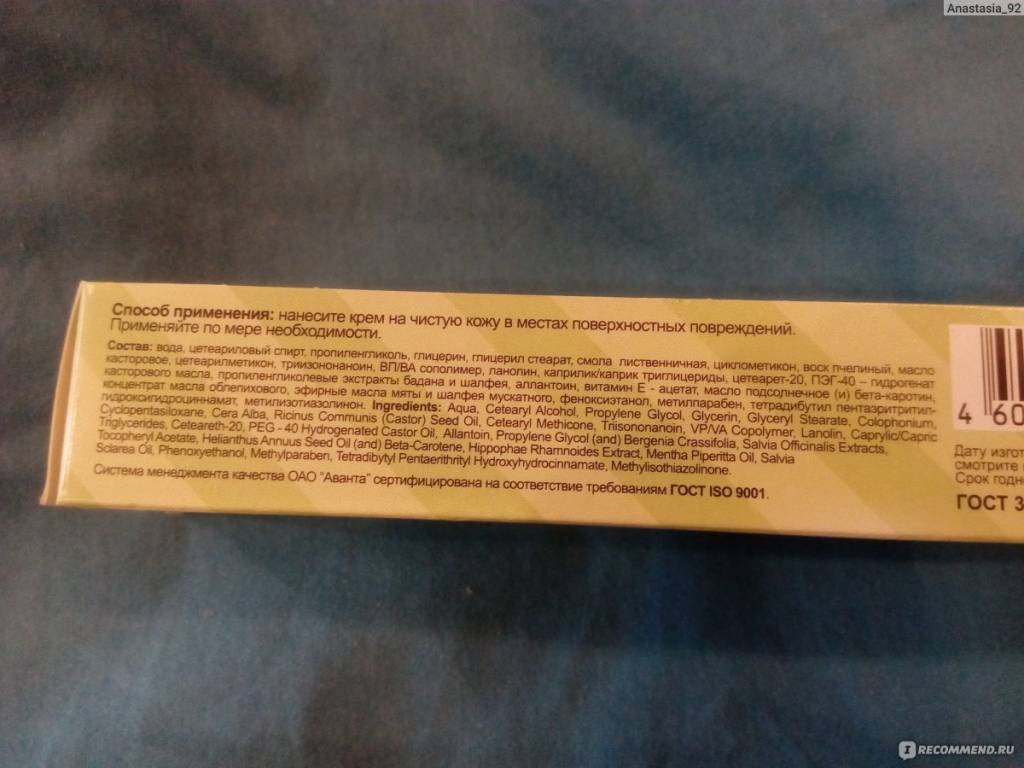 Anastasia_92
Способ применения: нанесите крем на чистую кожу в местах поверхностных повреждений.
Применяйте по мере необходимости.
Состав: вода, цетеариловый спирт, пропиленгликоль, глицерин, глицерил стеарат, смола лиственничная, циклометикон, воск пчелиный, масло
касторовое, цетеарилметикон, триизононаноин, ВП/ВА сополимер, ланолин, каприлик/каприк триглицериды, цетеарет-20, ПЭГ-40 – гидрогенат
касторового масла, пропиленгликолевые экстракты бадана и шалфея, аллантоин, витамин Е - ацетат, масло подсолнечное (и) бета-каротин,
концентрат масла облепихового, эфирные масла мяты и шалфея мускатного, феноксиэтанол, метилпарабен, тетрадибутил пентаэритритил-
гидроксигидроциннамат, метилизотиазолинон. Ingredients: Aqua, Cetearyl Alcohol, Propylene Glycol, Glycerin, Glyceryl Stearate, Colophonium,
Cyclopentasiloxane, Cera Alba, Ricinus Communis (Castor) Seed Oil, Cetearyl Methicone, Triisononanoin, VP/VA Copolymer, Lanolin, Caprylic/Capric
Triglycerides, Ceteareth-20, PEG - 40 Hydrogenated Castor Oil, Allantoin, Propylene Glycol (and) Bergenia Crassifolia, Salvia Officinalis Extracts,
Tocopheryl Acetate, Helianthus Annuus Seed Oil (and) Beta-Carotene, Hippophae Rhamnoides Extract, Mentha Piperitta Oil, Salvia
Sclarea Oil, Phenoxyethanol, Methylparaben, Tetradibytyl Pentaerithrityl Hydroxyhydrocinnamate, Methylisothiazolinone.
Система менеджмента качества ОАО "Аванта" сертифицирована на соответствие требованиям ГОСТ ISO 9001.
4 60
Дату изгот
смотрите
Срок годн
ГОСТ 3
RECOMMEND.RU